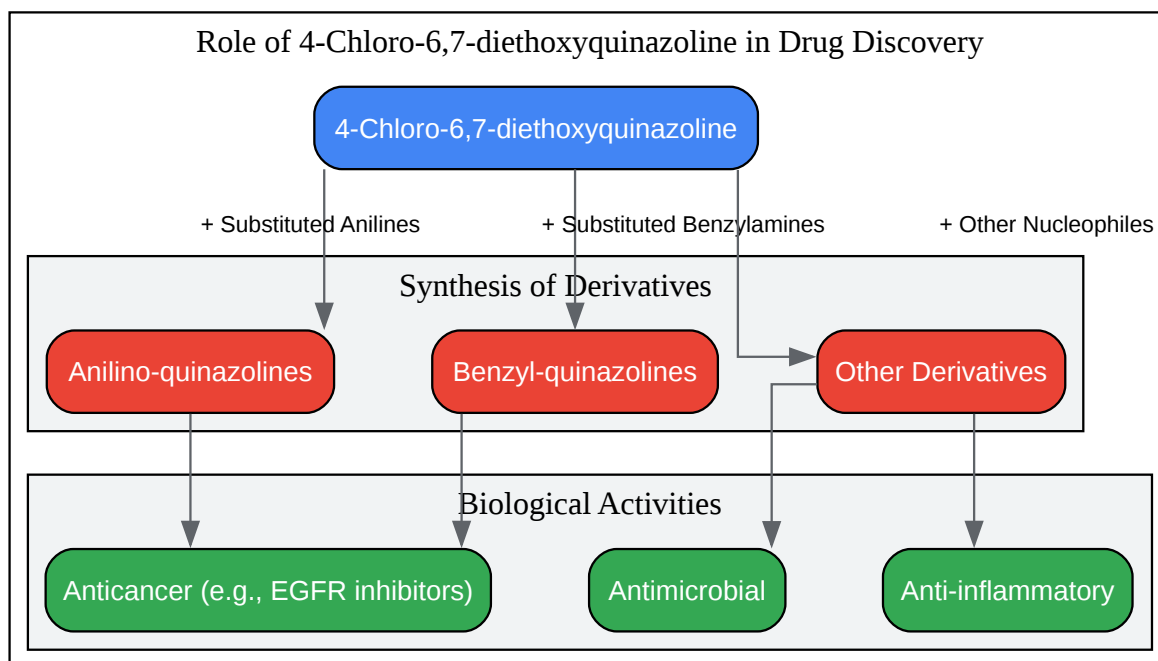 Role of 4-Chloro-6,7-diethoxyquinazoline in Drug Discovery
4-Chloro-6,7-diethoxyquinazoline
+ Substituted Anilines
+ Substituted Benzylamines
+ Other Nucleophiles
Synthesis of Derivatives
Anilino-quinazolines
Benzyl-quinazolines
Other Derivatives
Biological Activities
Anticancer (e.g., EGFR inhibitors)
Antimicrobial
Anti-inflammatory